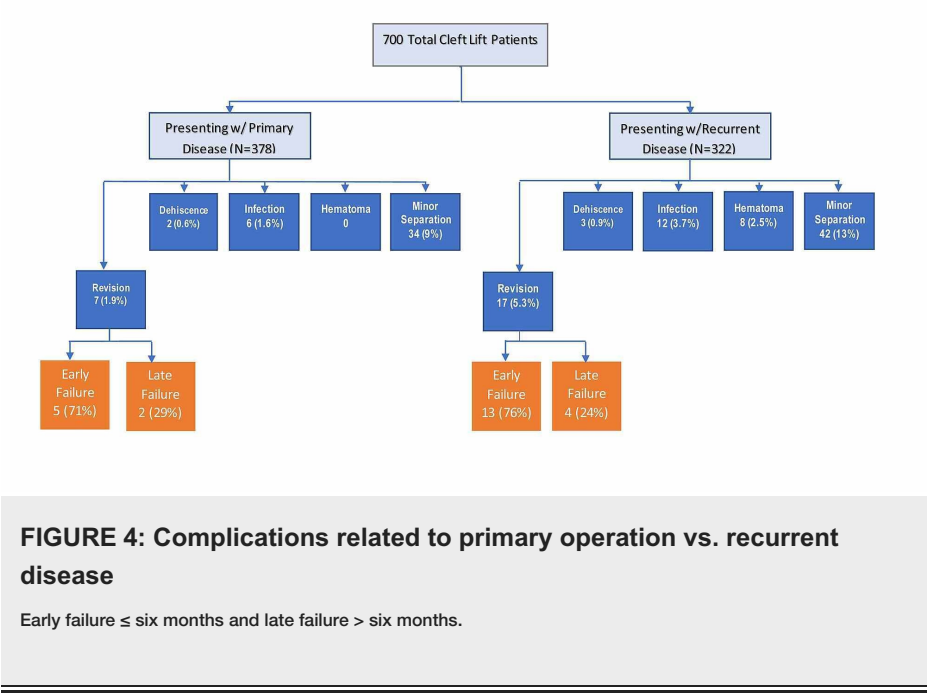 700 Total Cleft Lift Patients
Presenting w/ Primary
Disease (N=378)
Presenting w/Recurrent
Disease (N=322)
Dehiscence
2 (0.6%)
Infection
6 (1.6%)
Hematoma
0
Minor
Separation
34 (9%)
Dehiscence
3 (0.9%)
Infection
12 (3.7%)
Hematoma
8 (2.5%)
Minor
Separation
42 (13%)
Revision
7 (1.9%)
Revision
17 (5.3%)
Early
Failure
5 (71%)
Late
Failure
2 (29%)
Early
Failure
13 (76%)
Late
Failure
4 (24%)
FIGURE 4: Complications related to primary operation vs. recurrent
disease
Early failure ≤ six months and late failure > six months.